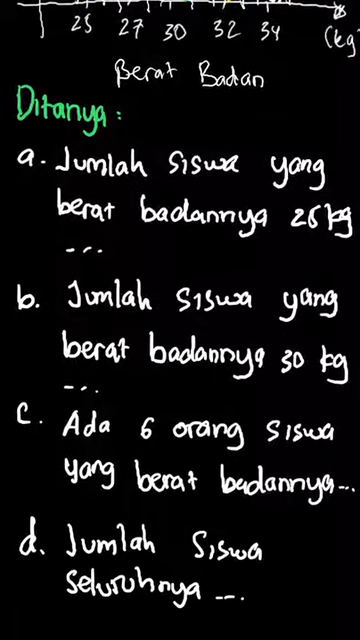 25 27 30 32 34 (kg)
Berat Badan
Ditanya:
a. Jumlah siswa yang
berat badannya 25 kg
...
b. Jumlah siswa yang
berat badannya 30 kg
...
c. Ada 6 orang siswa
yang berat badannya...
d. Jumlah siswa
seluruhnya ...